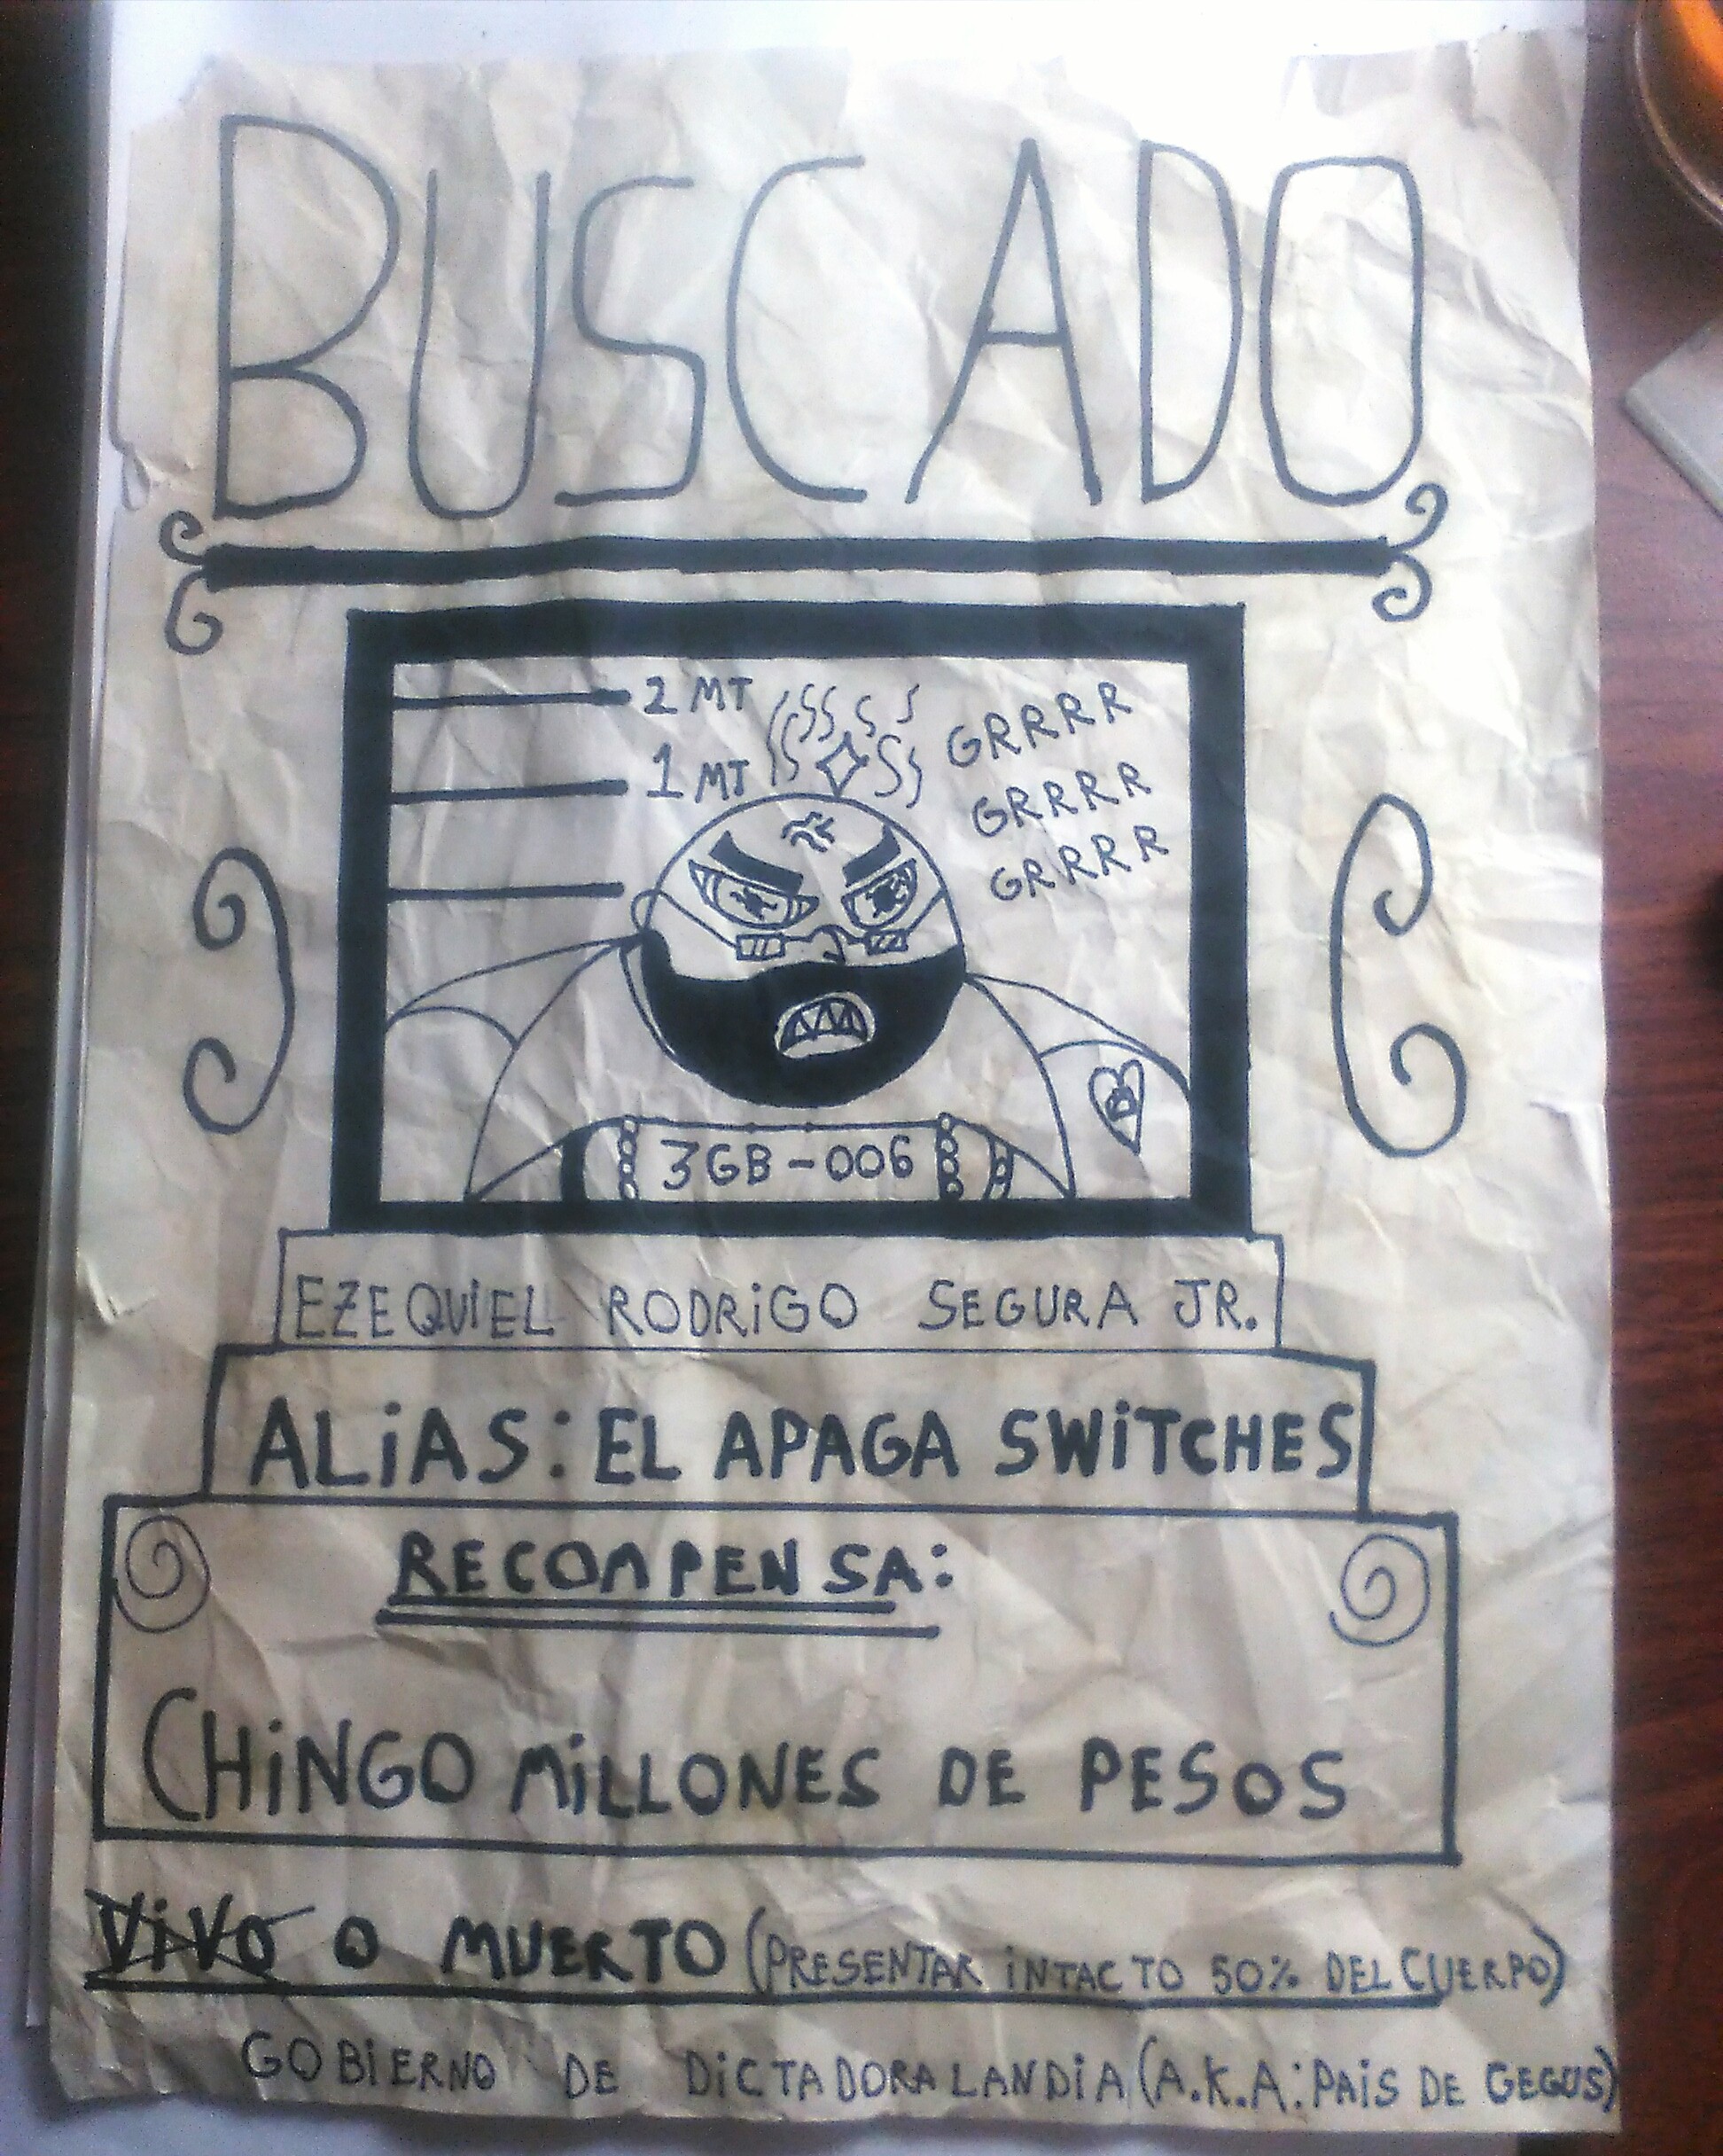 BUSCADO
2 MT
1 MT
GRRRR
GRRRR
GRRRR
3GB-006
EZEQUIEL RODRIGO SEGURA JR.
ALiAS: EL APAGA SWITCHES
RECOMPENSA:
CHINGO MILLONES DE PESOS
ViVO O MUERTO (PRESENTAR INTACTO 50% DEL CUERPO)
GOBIERNO DE DICTADORALANDIA (A.K.A: PAIS DE GEGUS)